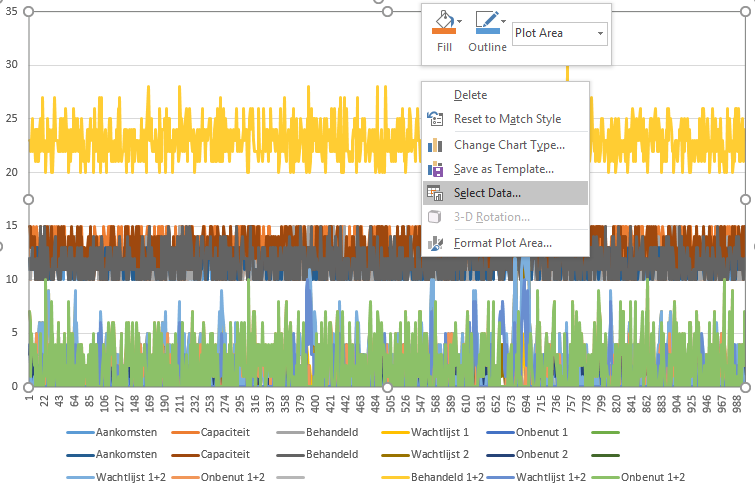 35
Fill Outline Plot Area
30
Delete
Reset to Match Style
25
Change Chart Type...
Save as Template...
20
Select Data...
3-D Rotation...
15
Format Plot Area...
10
5
0
1 22 43 64 85 106 127 148 169 190 211 232 253 274 295 316 337 358 379 400 421 442 463 484 505 526 547 568 589 610 631 652 673 694 715 736 757 778 799 820 841 862 883 904 925 946 967 988
Aankomsten Capaciteit Behandeld Wachtlijst 1 Onbenut 1
Aankomsten Capaciteit Behandeld Wachtlijst 2 Onbenut 2
Wachtlijst 1+2 Onbenut 1+2 Behandeld 1+2 Wachtlijst 1+2 Onbenut 1+2